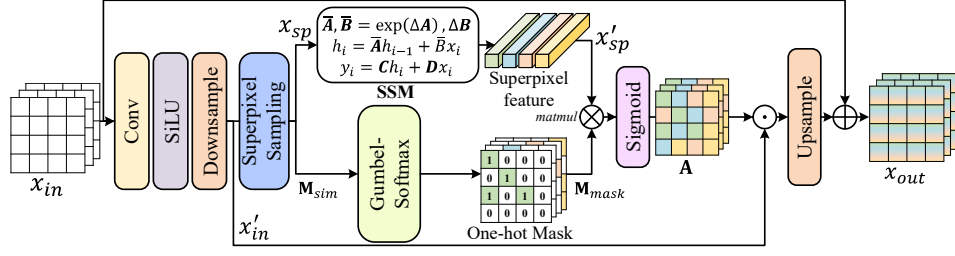 x_in
Conv
SiLU
Downsample
Superpixel
Sampling
x_sp
A̅, B̅ = exp(ΔA), ΔB
h_i = A̅h_{i−1} + B̅x_i
y_i = Ch_i + Dx_i
SSM
Superpixel
feature
x'_sp
matmul
M_sim
Gumbel-
Softmax
1 0 0 0
0 1 0 0
1 0 1 0
0 0 0 0
One-hot Mask
M_mask
Sigmoid
A
Upsample
x_out
x'_in